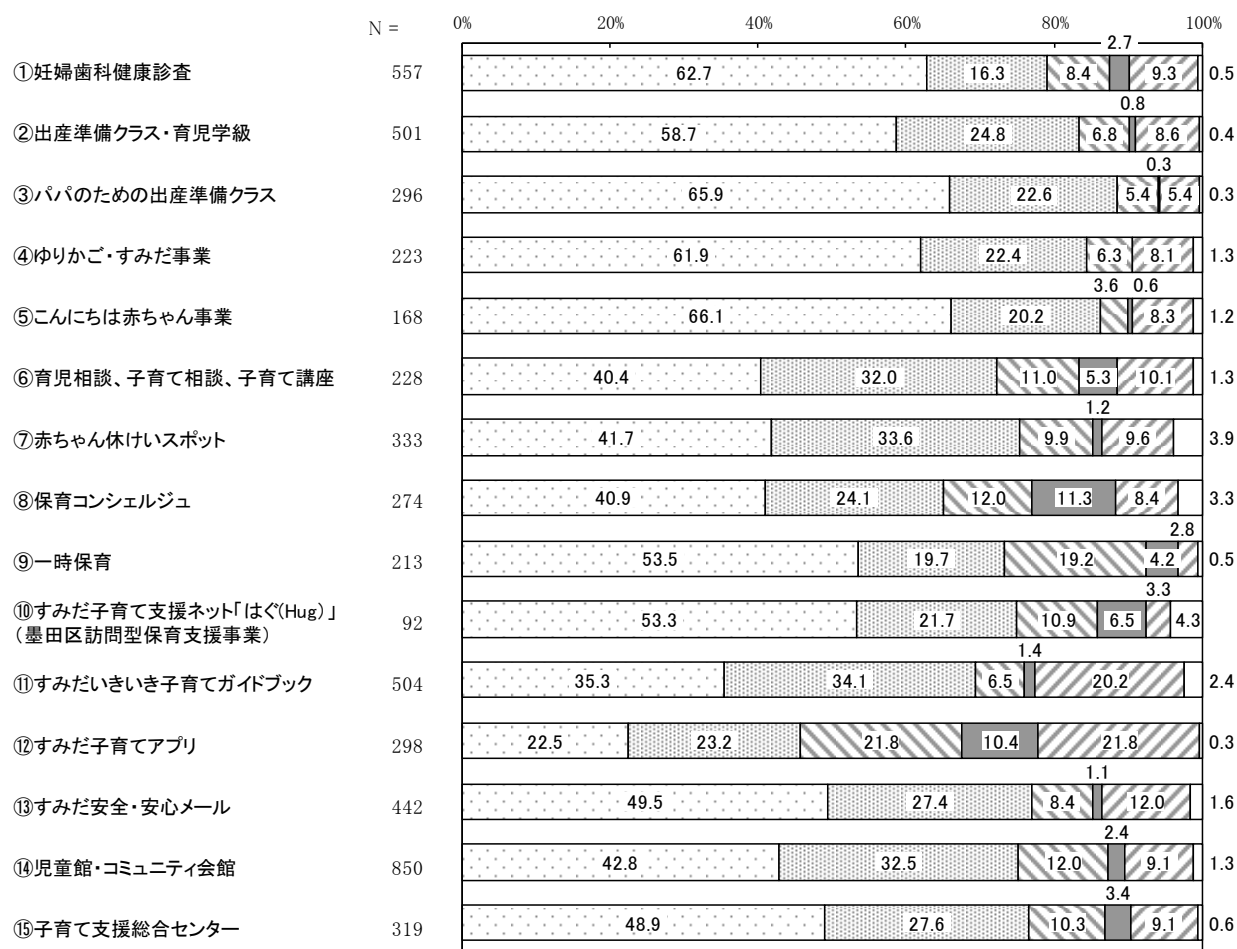 N =
0% 20% 40% 60% 80% 100%
2.7
①妊婦歯科健康診査 557 62.7 16.3 8.4 9.3 0.5
0.8
②出産準備クラス・育児学級 501 58.7 24.8 6.8 8.6 0.4
0.3
③パパのための出産準備クラス 296 65.9 22.6 5.4 5.4 0.3
④ゆりかご・すみだ事業 223 61.9 22.4 6.3 8.1 1.3
3.6 0.6
⑤こんにちは赤ちゃん事業 168 66.1 20.2 8.3 1.2
⑥育児相談、子育て相談、子育て講座 228 40.4 32.0 11.0 5.3 10.1 1.3
1.2
⑦赤ちゃん休けいスポット 333 41.7 33.6 9.9 9.6 3.9
⑧保育コンシェルジュ 274 40.9 24.1 12.0 11.3 8.4 3.3
2.8
⑨一時保育 213 53.5 19.7 19.2 4.2 0.5
3.3
⑩すみだ子育て支援ネット「はぐ(Hug)」
(墨田区訪問型保育支援事業) 92 53.3 21.7 10.9 6.5 4.3
1.4
⑪すみだいきいき子育てガイドブック 504 35.3 34.1 6.5 20.2 2.4
⑫すみだ子育てアプリ 298 22.5 23.2 21.8 10.4 21.8 0.3
1.1
⑬すみだ安全・安心メール 442 49.5 27.4 8.4 12.0 1.6
2.4
⑭児童館・コミュニティ会館 850 42.8 32.5 12.0 9.1 1.3
3.4
⑮子育て支援総合センター 319 48.9 27.6 10.3 9.1 0.6